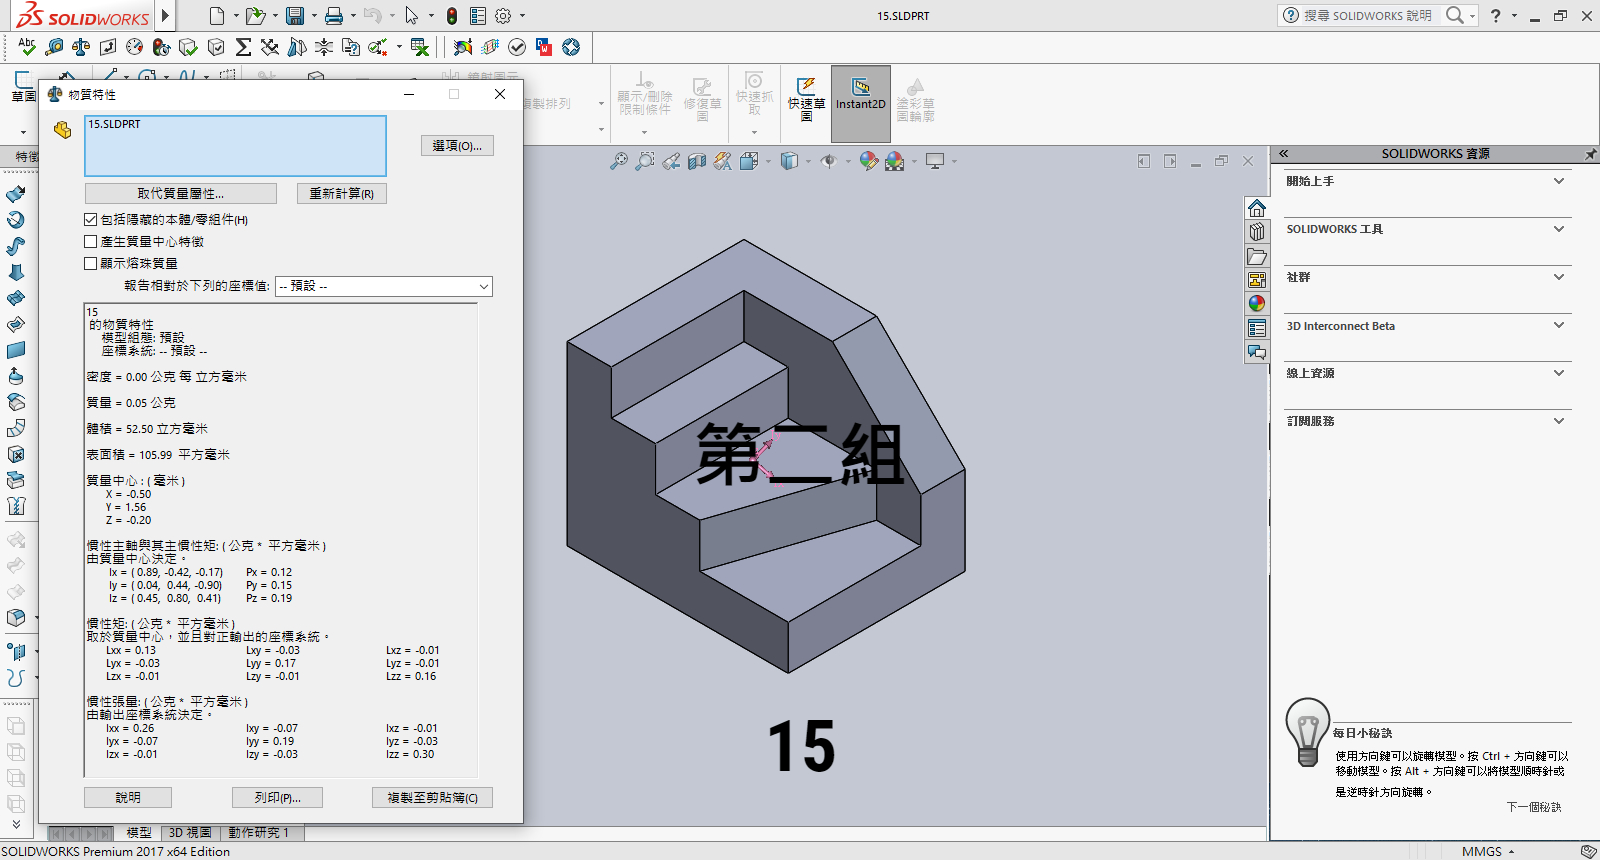 SOLIDWORKS
15.SLDPRT
搜尋 SOLIDWORKS 說明
?
Abc
草圖
鏡射圖元
複製排列
顯示/刪除限制條件
修復草圖
快速抓取
快速草圖
Instant2D
塗彩草圖輪廓
特徵
物質特性
15.SLDPRT
選項(O)...
取代質量屬性...
重新計算(R)
包括隱藏的本體/零組件(H)
產生質量中心特徵
顯示熔珠質量
報告相對於下列的座標值: -- 預設 --
15
的物質特性
模型組態: 預設
座標系統: -- 預設 --
密度 = 0.00 公克 每 立方毫米
質量 = 0.05 公克
體積 = 52.50 立方毫米
表面積 = 105.99 平方毫米
質量中心 : ( 毫米 )
X = -0.50
Y = 1.56
Z = -0.20
慣性主軸與其主慣性矩: ( 公克 * 平方毫米 )
由質量中心決定。
Ix = ( 0.89, -0.42, -0.17) Px = 0.12
Iy = ( 0.04, 0.44, -0.90) Py = 0.15
Iz = ( 0.45, 0.80, 0.41) Pz = 0.19
慣性矩: ( 公克 * 平方毫米 )
取於質量中心，並且對正輸出的座標系統。
Lxx = 0.13 Lxy = -0.03 Lxz = -0.01
Lyx = -0.03 Lyy = 0.17 Lyz = -0.01
Lzx = -0.01 Lzy = -0.01 Lzz = 0.16
慣性張量: ( 公克 * 平方毫米 )
由輸出座標系統決定。
Ixx = 0.26 Ixy = -0.07 Ixz = -0.01
Iyx = -0.07 Iyy = 0.19 Iyz = -0.03
Izx = -0.01 Izy = -0.03 Izz = 0.30
說明
列印(P)...
複製至剪貼簿(C)
第二組
15
SOLIDWORKS 資源
開始上手
SOLIDWORKS 工具
社群
3D Interconnect Beta
線上資源
訂閱服務
每日小秘訣
使用方向鍵可以旋轉模型。按 Ctrl + 方向鍵可以
移動模型。按 Alt + 方向鍵可以將模型順時針或
是逆時針方向旋轉。
下一個秘訣
模型
3D 視圖
動作研究 1
SOLIDWORKS Premium 2017 x64 Edition
MMGS